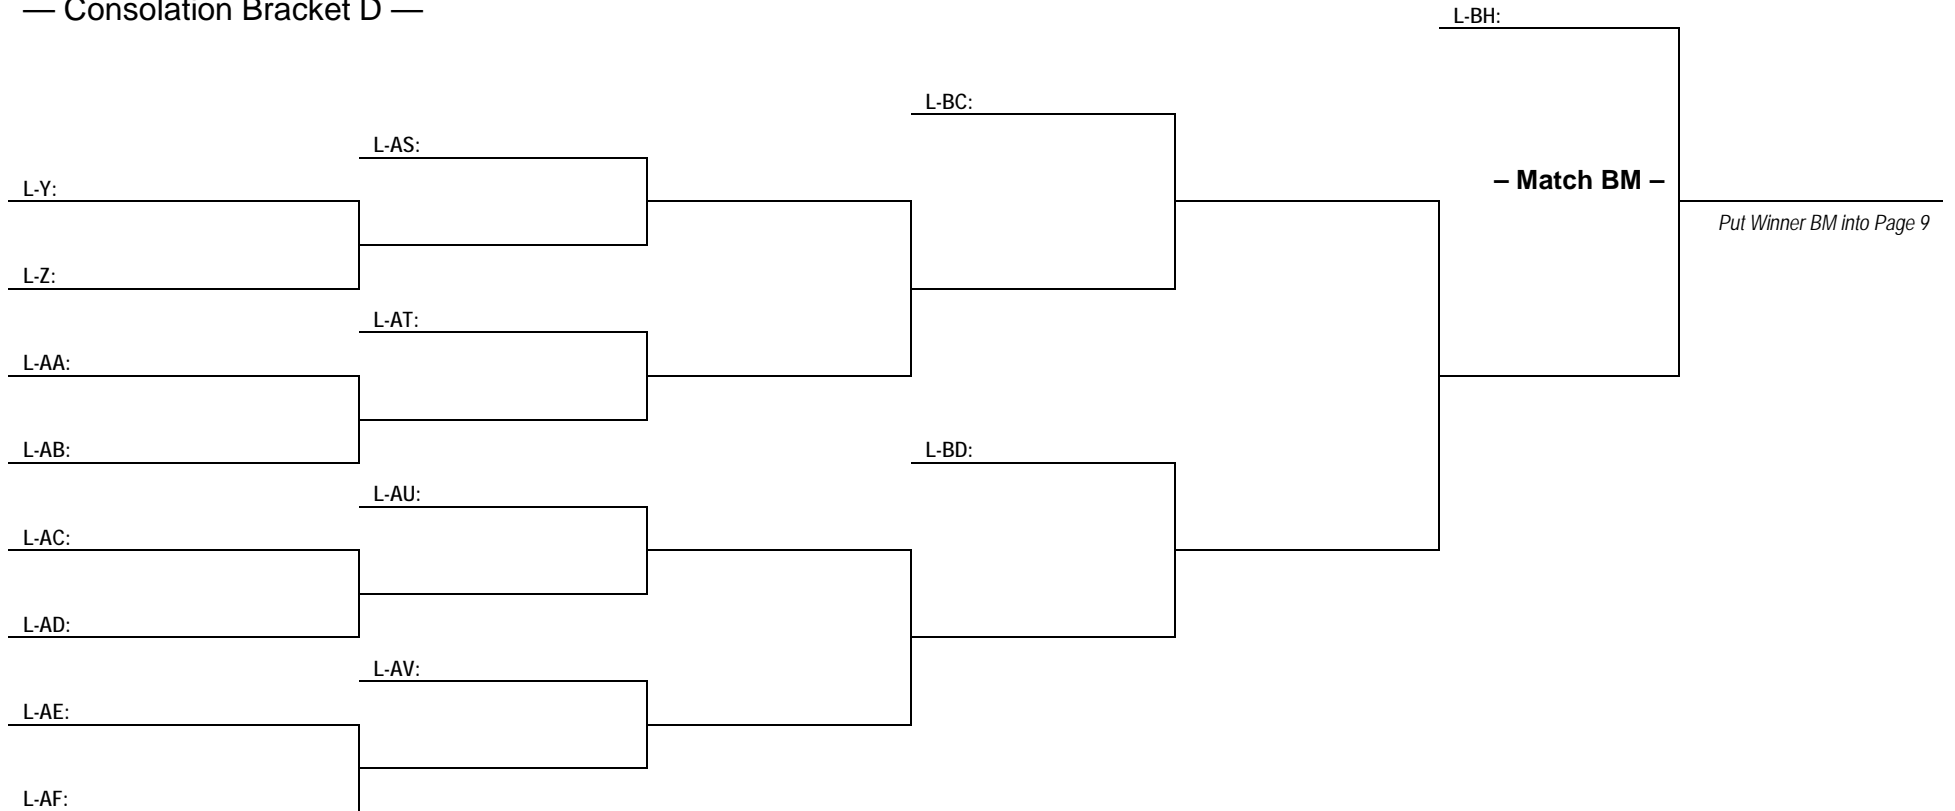 — Consolation Bracket D —
L-BH:
L-BC:
L-AS:
– Match BM –
L-Y:
Put Winner BM into Page 9
L-Z:
L-AT:
L-AA:
L-AB:
L-BD:
L-AU:
L-AC:
L-AD:
L-AV:
L-AE:
L-AF: